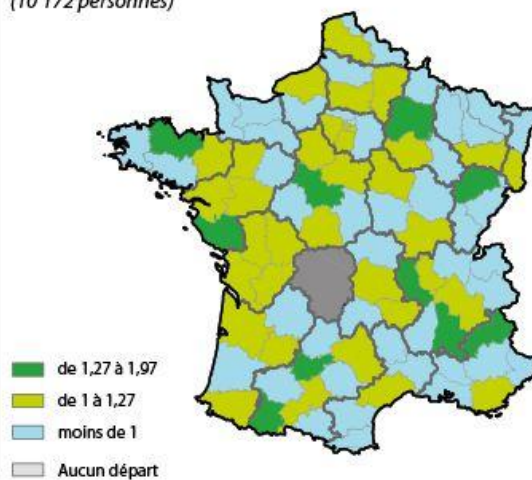 (10 172 personnes)
de 1,27 à 1,97
de 1 à 1,27
moins de 1
Aucun départ